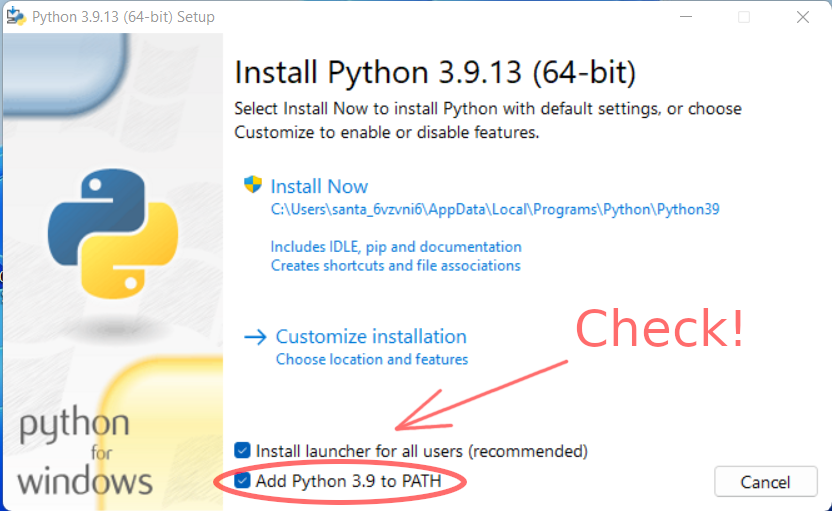 Python 3.9.13 (64-bit) Setup
Install Python 3.9.13 (64-bit)
Select Install Now to install Python with default settings, or choose
Customize to enable or disable features.
Install Now
C:\Users\santa_6vzvni6\AppData\Local\Programs\Python\Python39
Includes IDLE, pip and documentation
Creates shortcuts and file associations
Customize installation
Choose location and features
Check!
Install launcher for all users (recommended)
Add Python 3.9 to PATH
Cancel
python
for
windows